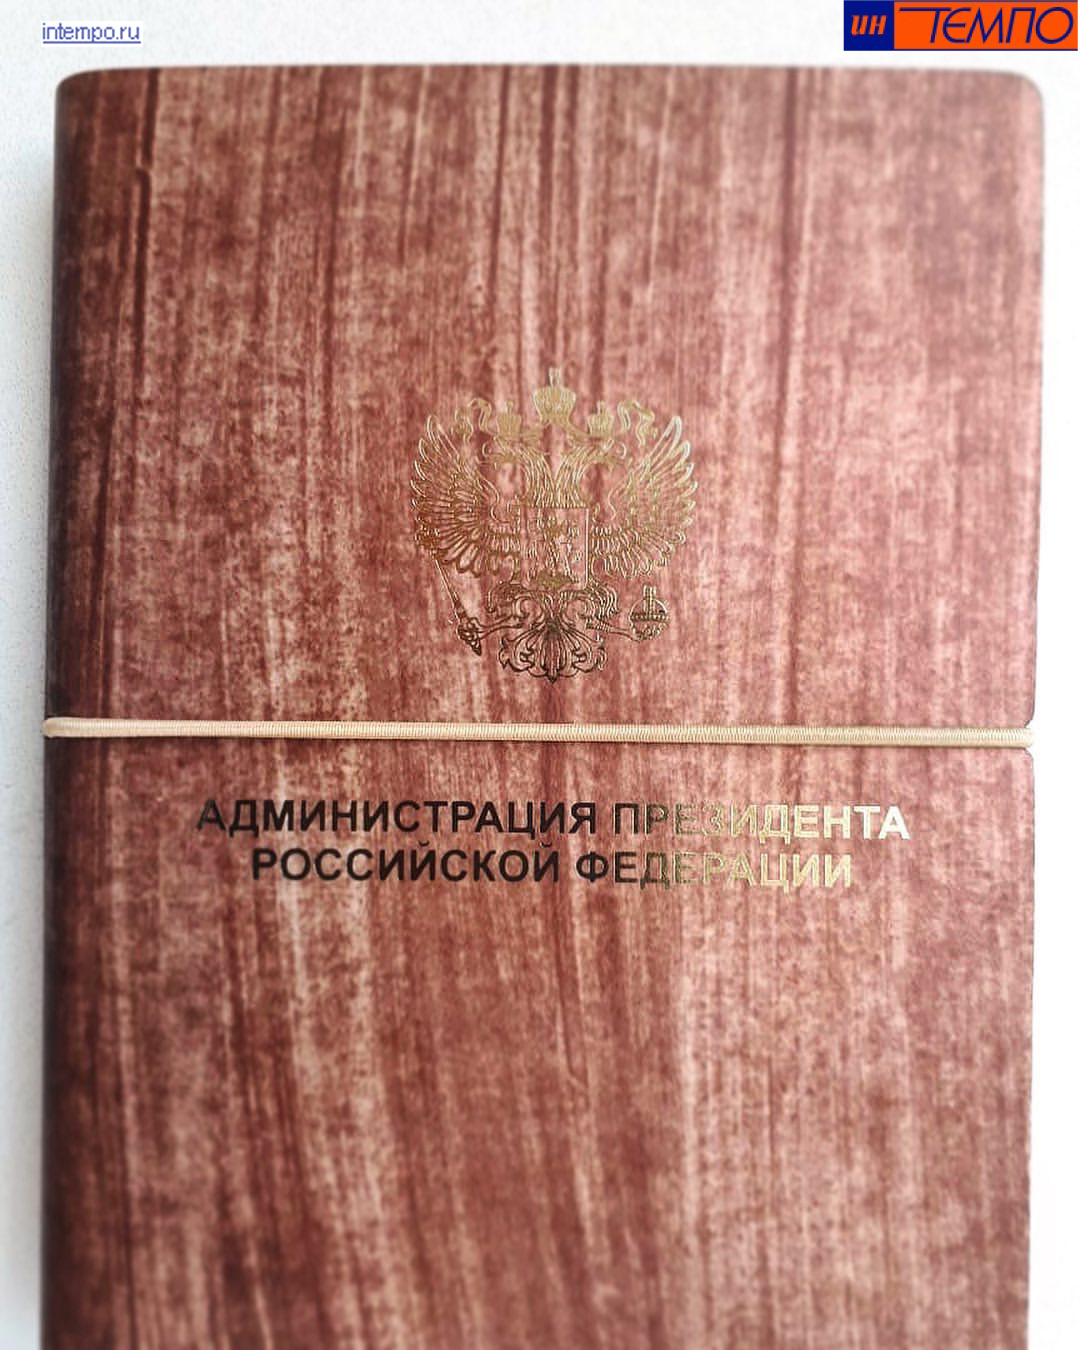 intempo.ru
ин ТЕМПО
АДМИНИСТРАЦИЯ ПРЕЗИДЕНТА
РОССИЙСКОЙ ФЕДЕРАЦИИ